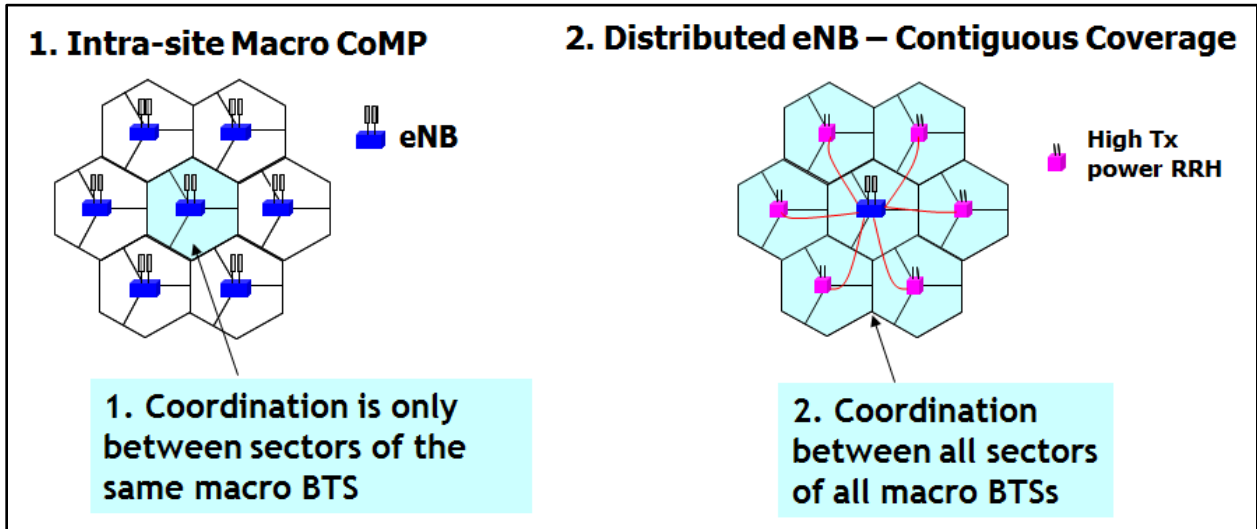 1. Intra-site Macro CoMP
eNB
1. Coordination is only
between sectors of the
same macro BTS
2. Distributed eNB – Contiguous Coverage
High Tx
power RRH
2. Coordination
between all sectors
of all macro BTSs